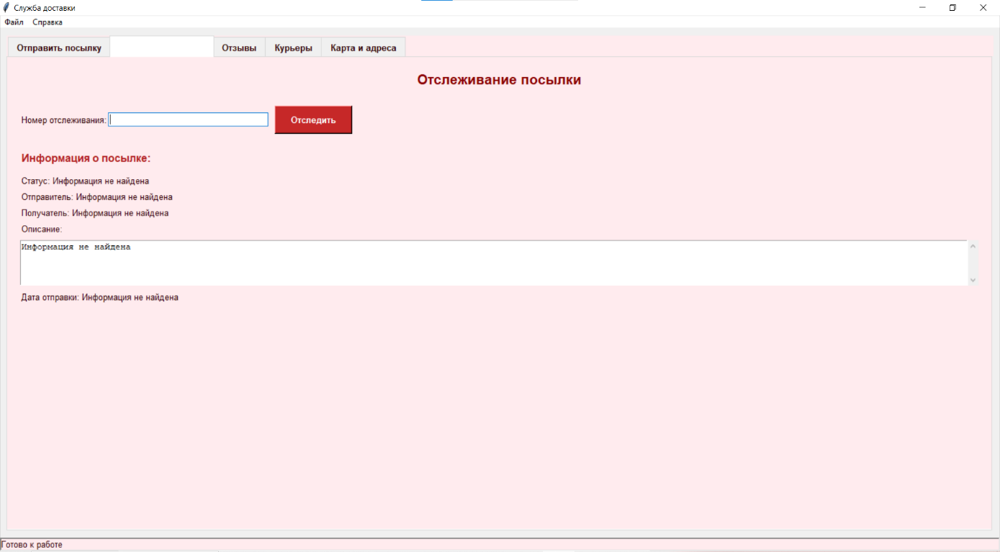 Служба доставки
Файл Справка
Отправить посылку Отзывы Курьеры Карта и адреса
Отслеживание посылки
Номер отслеживания: Отследить
Информация о посылке:
Статус: Информация не найдена
Отправитель: Информация не найдена
Получатель: Информация не найдена
Описание:
Информация не найдена
Дата отправки: Информация не найдена
Готово к работе